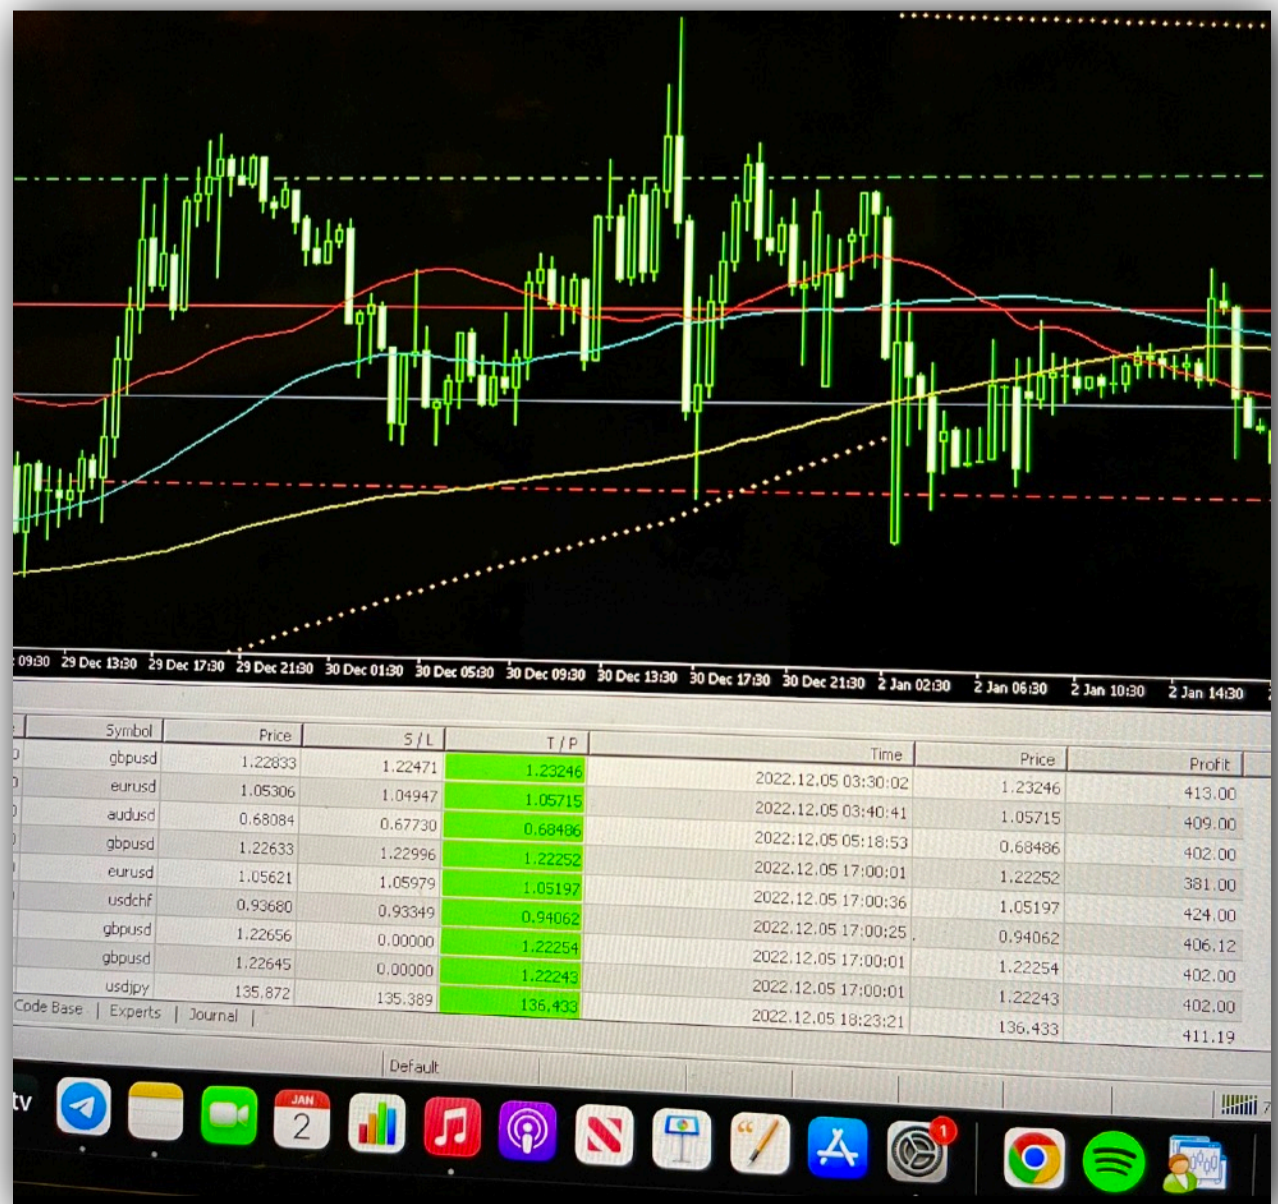 09:30 29 Dec 13:30 29 Dec 17:30 29 Dec 21:30 30 Dec 01:30 30 Dec 05:30 30 Dec 09:30 30 Dec 13:30 30 Dec 17:30 30 Dec 21:30 2 Jan 02:30 2 Jan 06:30 2 Jan 10:30 2 Jan 14:30
Symbol Price S / L T / P Time Price Profit
gbpusd 1.22833 1.22471 1.23246 2022.12.05 03:30:02 1.23246 413.00
eurusd 1.05306 1.04947 1.05715 2022.12.05 03:40:41 1.05715 409.00
audusd 0.68084 0.67730 0.68486 2022.12.05 05:18:53 0.68486 402.00
gbpusd 1.22633 1.22996 1.22252 2022.12.05 17:00:01 1.22252 381.00
eurusd 1.05621 1.05979 1.05197 2022.12.05 17:00:36 1.05197 424.00
usdchf 0.93680 0.93349 0.94062 2022.12.05 17:00:25 0.94062 406.12
gbpusd 1.22656 0.00000 1.22254 2022.12.05 17:00:01 1.22254 402.00
gbpusd 1.22645 0.00000 1.22243 2022.12.05 17:00:01 1.22243 402.00
usdjpy 135.872 135.389 136.433 2022.12.05 18:23:21 136.433 411.19
Code Base | Experts | Journal |
Default
tv
JAN
2
1